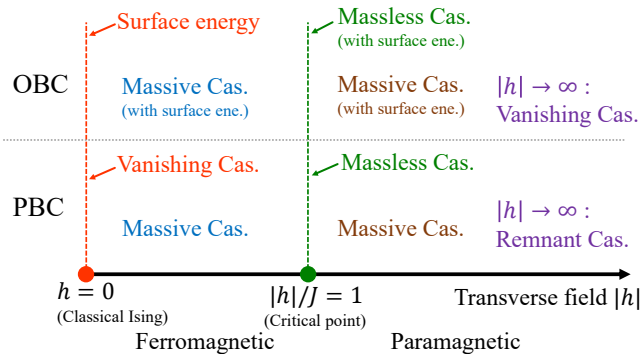 Surface energy
Massless Cas.
(with surface ene.)
OBC
Massive Cas.
(with surface ene.)
Massive Cas.
(with surface ene.)
|h| → ∞ :
Vanishing Cas.
Vanishing Cas.
Massless Cas.
PBC
Massive Cas.
Massive Cas.
|h| → ∞ :
Remnant Cas.
h = 0
(Classical Ising)
|h|/J = 1
(Critical point)
Transverse field |h|
Ferromagnetic
Paramagnetic